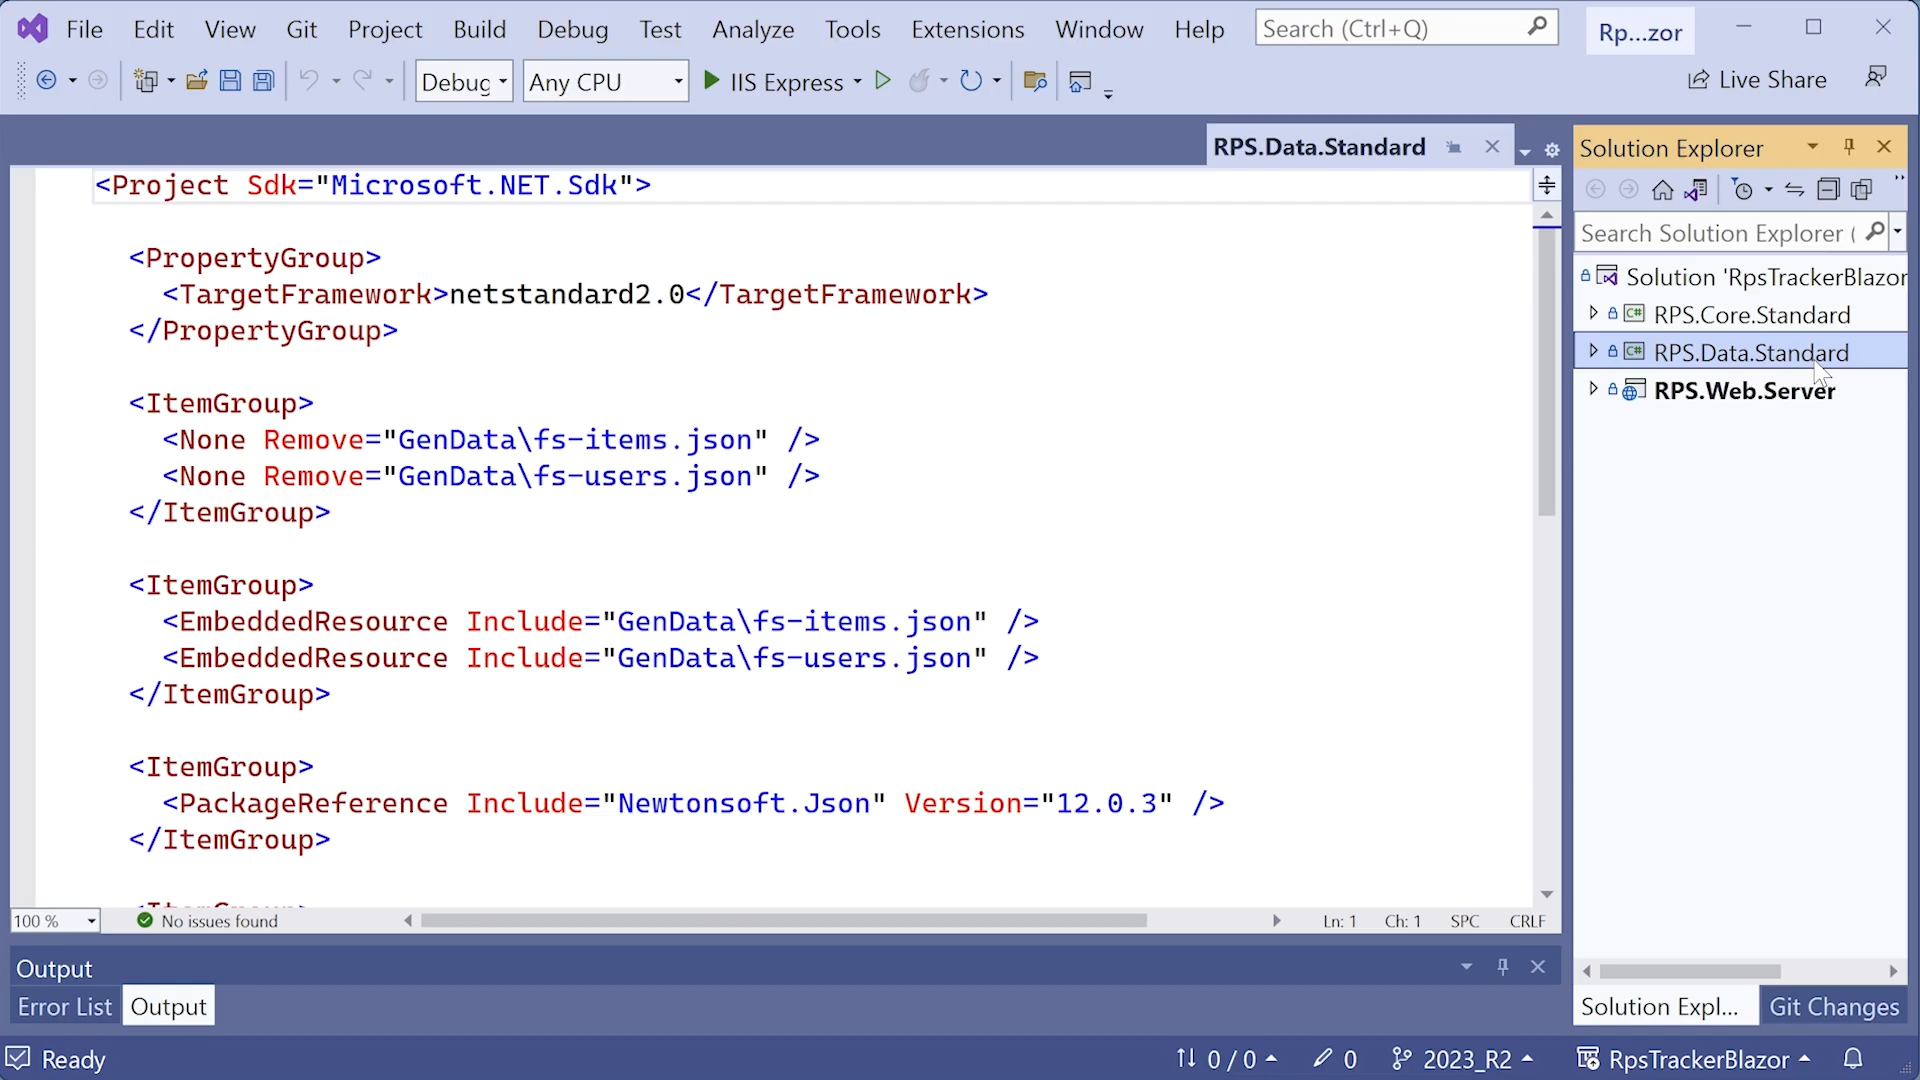 File Edit View Git Project Build Debug Test Analyze Tools Extensions Window Help Search (Ctrl+Q) Rp...zor
Debug Any CPU IIS Express Live Share
RPS.Data.Standard
<Project Sdk="Microsoft.NET.Sdk">
<PropertyGroup>
<TargetFramework>netstandard2.0</TargetFramework>
</PropertyGroup>
<ItemGroup>
<None Remove="GenData\fs-items.json" />
<None Remove="GenData\fs-users.json" />
</ItemGroup>
<ItemGroup>
<EmbeddedResource Include="GenData\fs-items.json" />
<EmbeddedResource Include="GenData\fs-users.json" />
</ItemGroup>
<ItemGroup>
<PackageReference Include="Newtonsoft.Json" Version="12.0.3" />
</ItemGroup>
100 % No issues found Ln: 1 Ch: 1 SPC CRLF
Output
Error List Output
Solution Explorer
Search Solution Explorer (
Solution 'RpsTrackerBlazor
C# RPS.Core.Standard
C# RPS.Data.Standard
RPS.Web.Server
Solution Expl... Git Changes
Ready 0 / 0 0 2023_R2 RpsTrackerBlazor